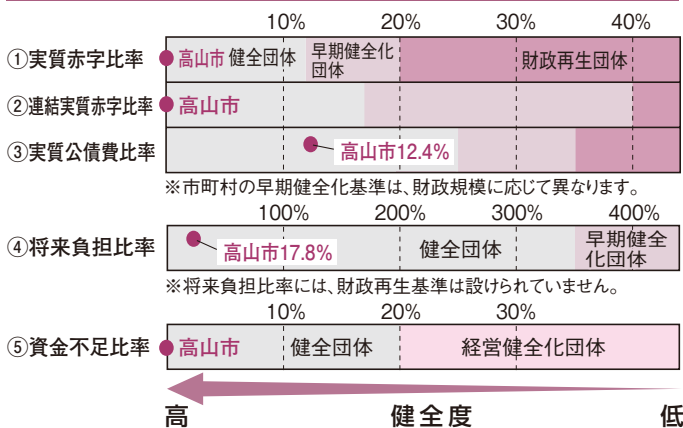 10% 20% 30% 40%
①実質赤字比率 高山市 健全団体 早期健全化団体 財政再生団体
②連結実質赤字比率 高山市
③実質公債費比率 高山市12.4%
※市町村の早期健全化基準は、財政規模に応じて異なります。
100% 200% 300% 400%
④将来負担比率 高山市17.8% 健全団体 早期健全化団体
※将来負担比率には、財政再生基準は設けられていません。
10% 20% 30%
⑤資金不足比率 高山市 健全団体 経営健全化団体
高 健全度 低